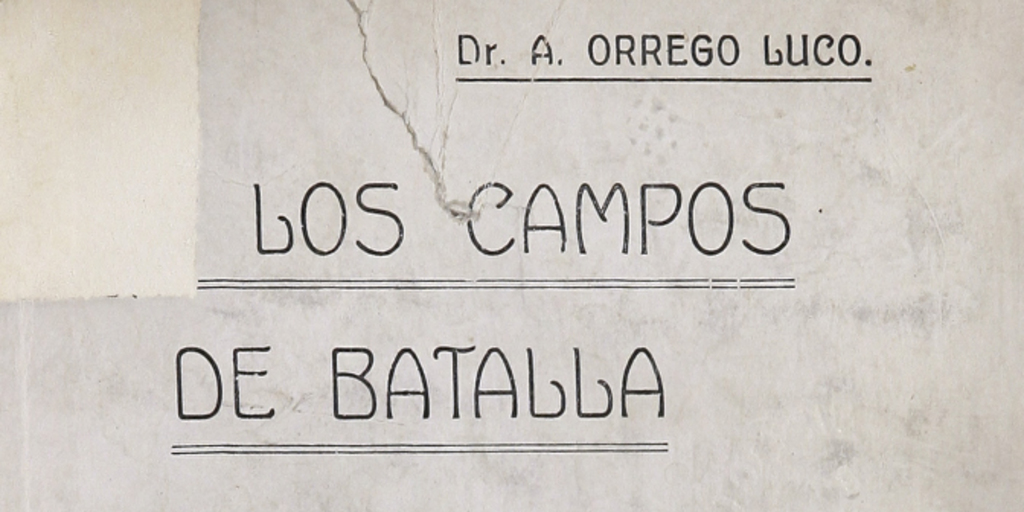 Dr. A. ORREGO LUCO.
LOS CAMPOS
DE BATALLA